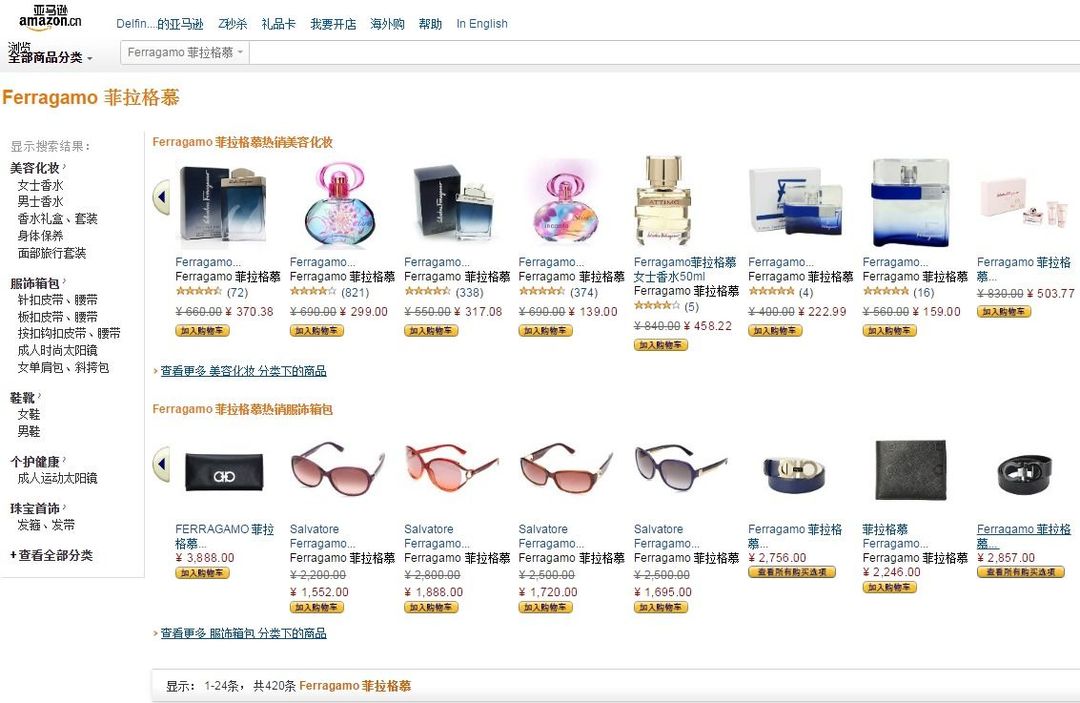 亚马逊
amazon.cn
Delfin....的亚马逊 Z秒杀 礼品卡 我要开店 海外购 帮助 In English
浏览
全部商品分类
Ferragamo 菲拉格慕
Ferragamo 菲拉格慕
显示搜索结果：
美容化妆
女士香水
男士香水
香水礼盒、套装
身体保养
面部旅行套装
服饰箱包
针扣皮带、腰带
板扣皮带、腰带
按扣钩扣皮带、腰带
成人时尚太阳镜
女单肩包、斜挎包
鞋靴
女鞋
男鞋
个护健康
成人运动太阳镜
珠宝首饰
发箍、发带
+查看全部分类
Ferragamo 菲拉格慕热销美容化妆
ATTIMO
Ferragamo...
Ferragamo 菲拉格慕
(72)
¥ 660.00 ¥ 370.38
加入购物车
Ferragamo...
Ferragamo 菲拉格慕
(821)
¥ 690.00 ¥ 299.00
加入购物车
Ferragamo...
Ferragamo 菲拉格慕
(338)
¥ 550.00 ¥ 317.08
加入购物车
Ferragamo...
Ferragamo 菲拉格慕
(374)
¥ 690.00 ¥ 139.00
加入购物车
Ferragamo菲拉格慕
女士香水50ml
Ferragamo 菲拉格慕
(5)
¥ 840.00 ¥ 458.22
加入购物车
Ferragamo...
Ferragamo 菲拉格慕
(4)
¥ 400.00 ¥ 222.99
加入购物车
Ferragamo...
Ferragamo 菲拉格慕
(16)
¥ 560.00 ¥ 159.00
加入购物车
Ferragamo 菲拉格
慕...
¥ 830.00 ¥ 503.77
加入购物车
查看更多 美容化妆 分类下的商品
Ferragamo 菲拉格慕热销服饰箱包
FERRAGAMO 菲拉
格慕...
¥ 3,888.00
加入购物车
Salvatore
Ferragamo...
Ferragamo 菲拉格慕
¥ 2,200.00
¥ 1,552.00
加入购物车
Salvatore
Ferragamo...
Ferragamo 菲拉格慕
¥ 2,800.00
¥ 1,888.00
加入购物车
Salvatore
Ferragamo...
Ferragamo 菲拉格慕
¥ 2,500.00
¥ 1,720.00
加入购物车
Salvatore
Ferragamo...
Ferragamo 菲拉格慕
¥ 2,500.00
¥ 1,695.00
加入购物车
Ferragamo 菲拉格
慕...
¥ 2,756.00
查看所有购买选项
菲拉格慕
Ferragamo...
Ferragamo 菲拉格慕
¥ 2,246.00
加入购物车
Ferragamo 菲拉格
慕...
¥ 2,857.00
查看所有购买选项
查看更多 服饰箱包 分类下的商品
显示： 1-24条， 共420条 Ferragamo 菲拉格慕